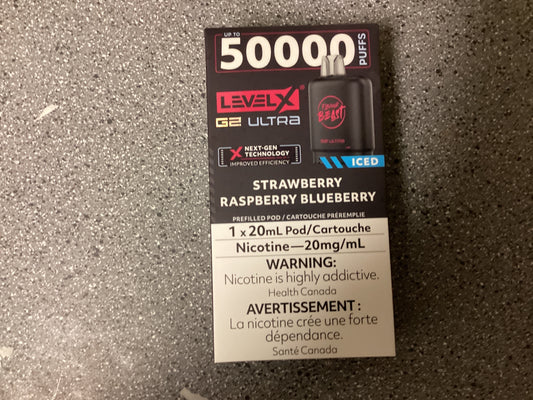 UP TO
50000 PUFFS
LEVEL X
G2 ULTRA
FLAVOUR
BEAST
X NEXT-GEN
TECHNOLOGY
IMPROVED EFFICIENCY
ICED
STRAWBERRY
RASPBERRY BLUEBERRY
PREFILLED POD / CARTOUCHE PRÉREMPLIE
1 x 20mL Pod/Cartouche
Nicotine—20mg/mL
WARNING:
Nicotine is highly addictive.
Health Canada
AVERTISSEMENT :
La nicotine crée une forte
dépendance.
Santé Canada